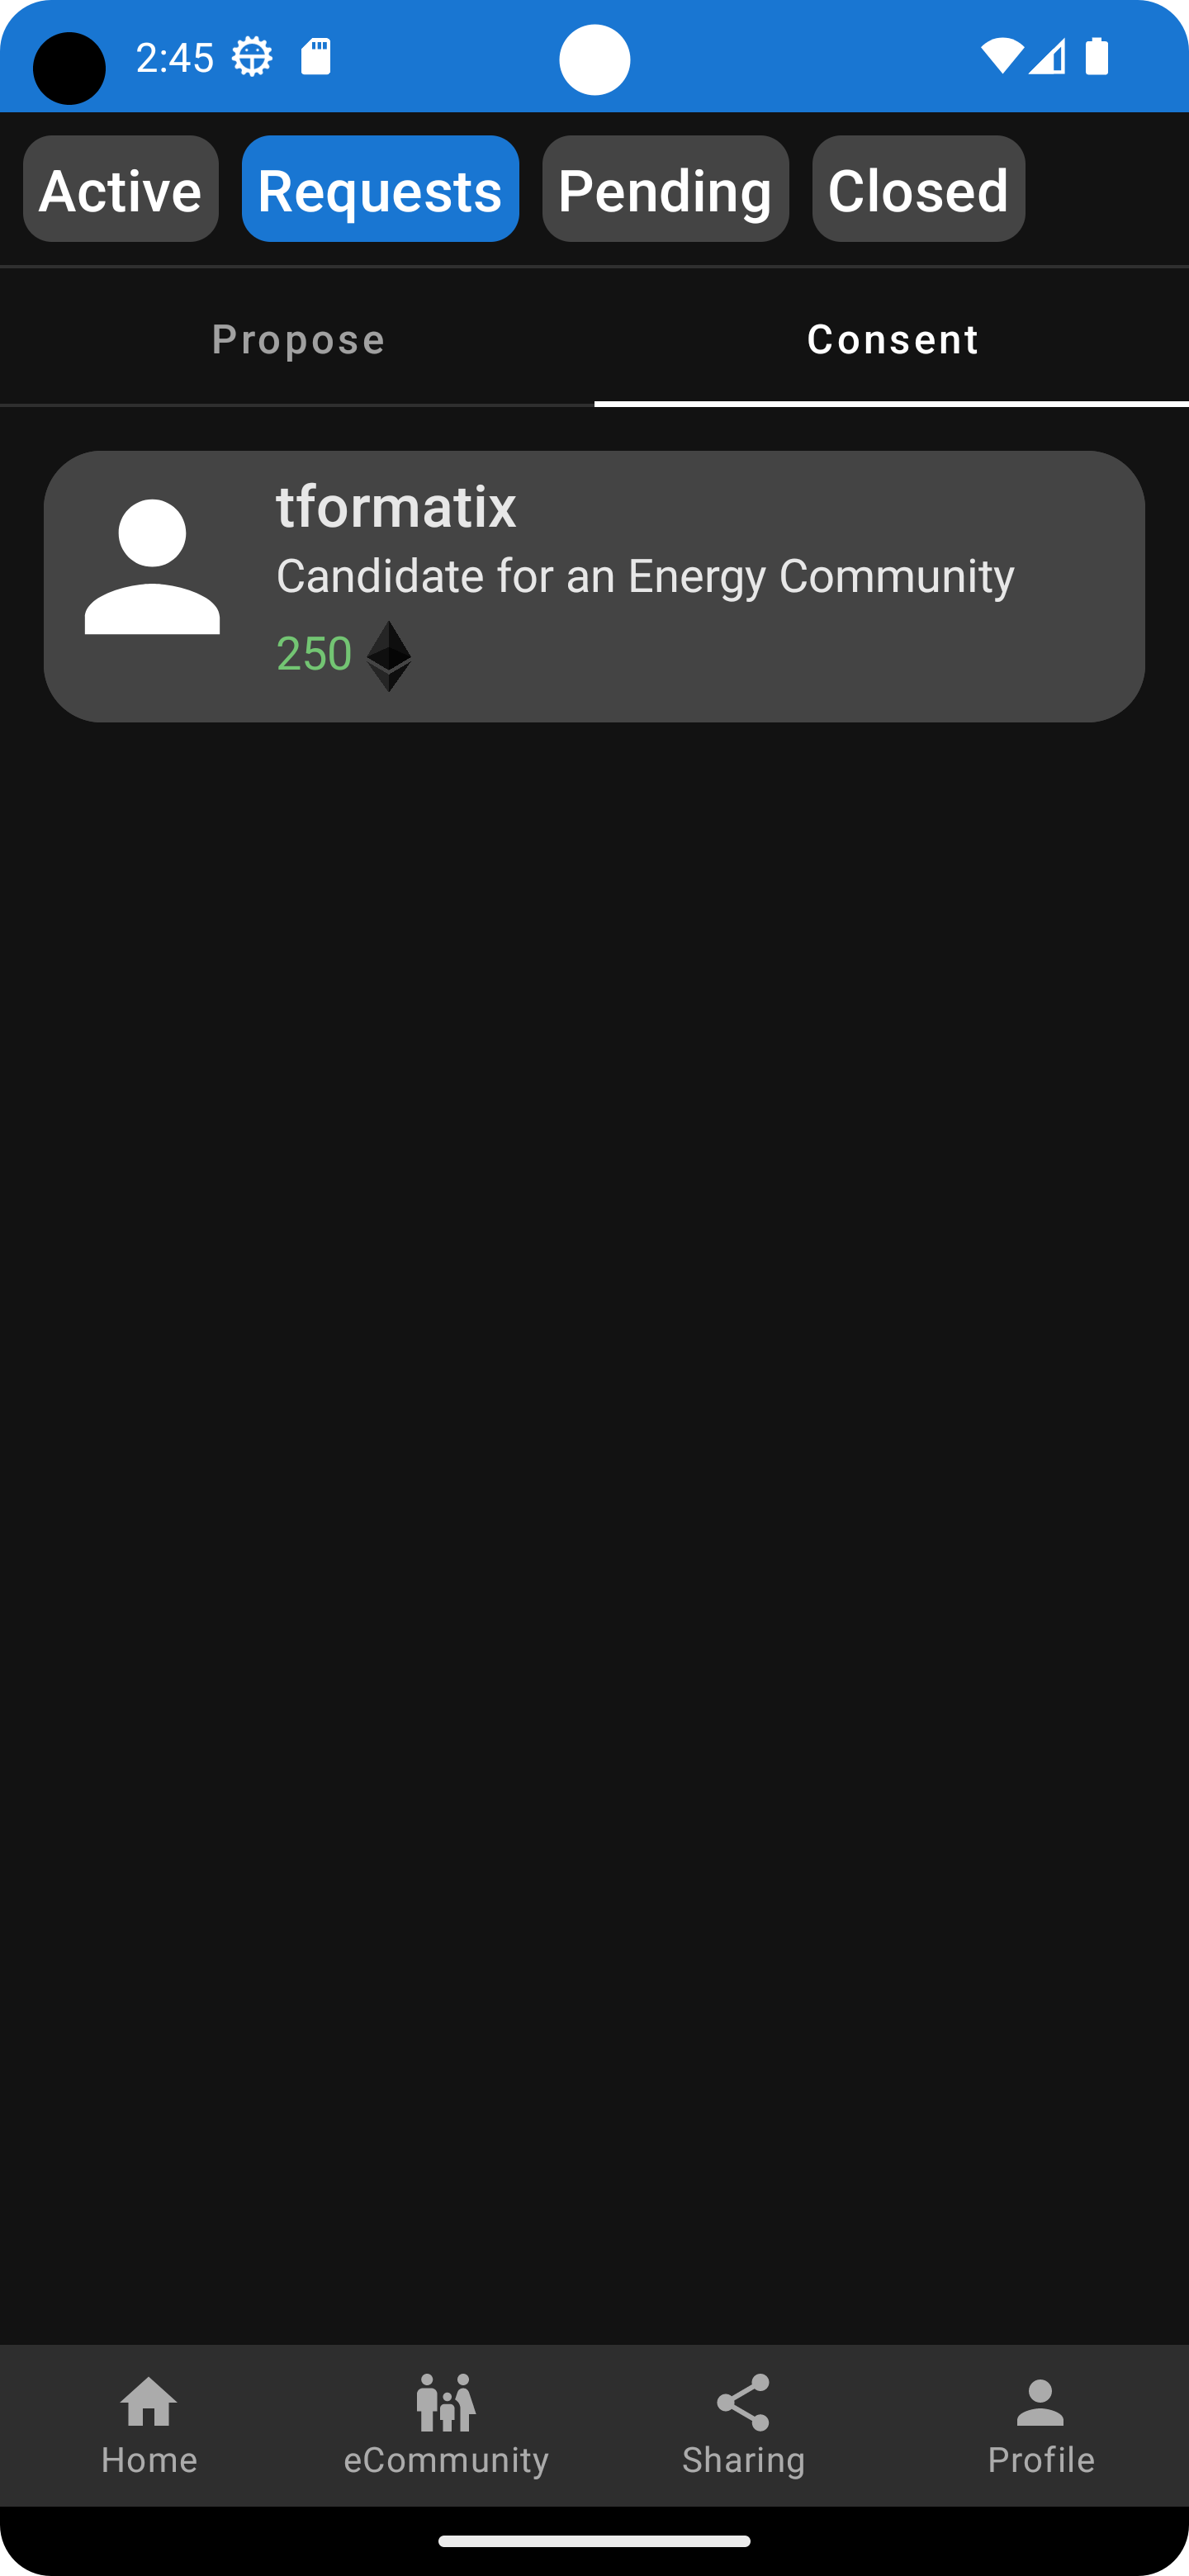 2:45
Active Requests Pending Closed
Propose Consent
tformatix
Candidate for an Energy Community
250
Home eCommunity Sharing Profile